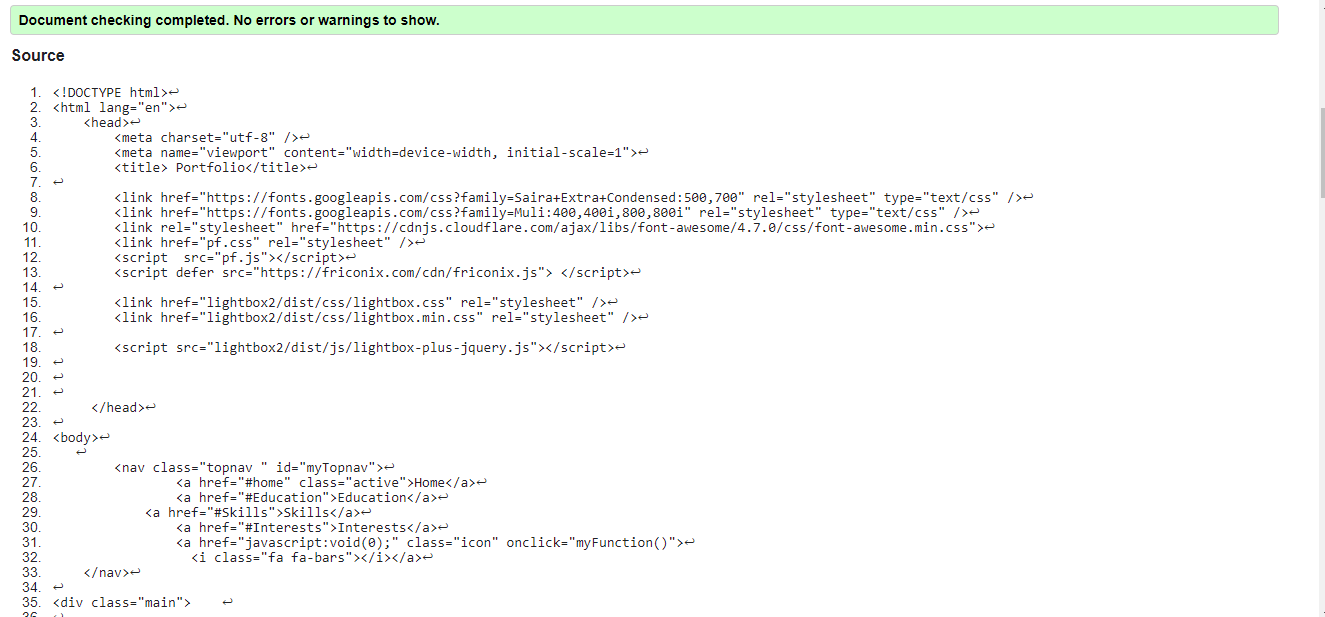 Document checking completed. No errors or warnings to show.
Source
1. <!DOCTYPE html>↩
2. <html lang="en">↩
3. <head>↩
4. <meta charset="utf-8" />↩
5. <meta name="viewport" content="width=device-width, initial-scale=1">↩
6. <title> Portfolio</title>↩
7. ↩
8. <link href="https://fonts.googleapis.com/css?family=Saira+Extra+Condensed:500,700" rel="stylesheet" type="text/css" />↩
9. <link href="https://fonts.googleapis.com/css?family=Muli:400,400i,800,800i" rel="stylesheet" type="text/css" />↩
10. <link rel="stylesheet" href="https://cdnjs.cloudflare.com/ajax/libs/font-awesome/4.7.0/css/font-awesome.min.css">↩
11. <link href="pf.css" rel="stylesheet" />↩
12. <script  src="pf.js"></script>↩
13. <script defer src="https://friconix.com/cdn/friconix.js"> </script>↩
14. ↩
15. <link href="lightbox2/dist/css/lightbox.css" rel="stylesheet" />↩
16. <link href="lightbox2/dist/css/lightbox.min.css" rel="stylesheet" />↩
17. ↩
18. <script src="lightbox2/dist/js/lightbox-plus-jquery.js"></script>↩
19. ↩
20. ↩
21. ↩
22. </head>↩
23. ↩
24. <body>↩
25. ↩
26. <nav class="topnav " id="myTopnav">↩
27. <a href="#home" class="active">Home</a>↩
28. <a href="#Education">Education</a>↩
29. <a href="#Skills">Skills</a>↩
30. <a href="#Interests">Interests</a>↩
31. <a href="javascript:void(0);" class="icon" onclick="myFunction()">↩
32. <i class="fa fa-bars"></i></a>↩
33. </nav>↩
34. ↩
35. <div class="main"> ↩
36.